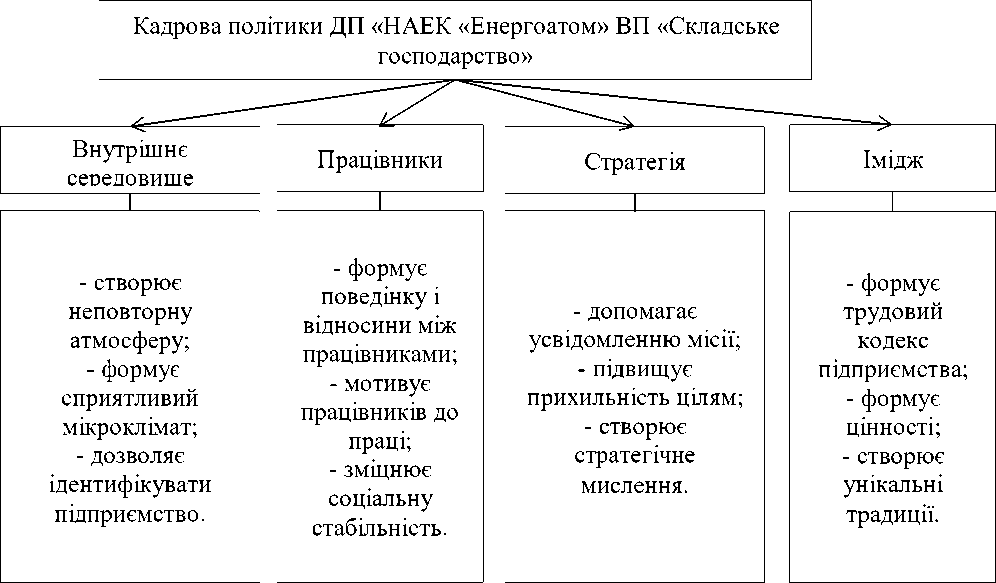 Кадрова політики ДП «НАЕК «Енергоатом» ВП «Складське
господарство»
Внутрішнє
середовище
Працівники
Стратегія
Імідж
- створює
неповторну
атмосферу;
- формує
сприятливий
мікроклімат;
- дозволяє
ідентифікувати
підприємство.
- формує
поведінку і
відносини між
працівниками;
- мотивує
працівників до
праці;
- зміцнює
соціальну
стабільність.
- допомагає
усвідомленню місії;
- підвищує
прихильність цілям;
- створює
стратегічне
мислення.
- формує
трудовий
кодекс
підприємства;
- формує
цінності;
- створює
унікальні
традиції.